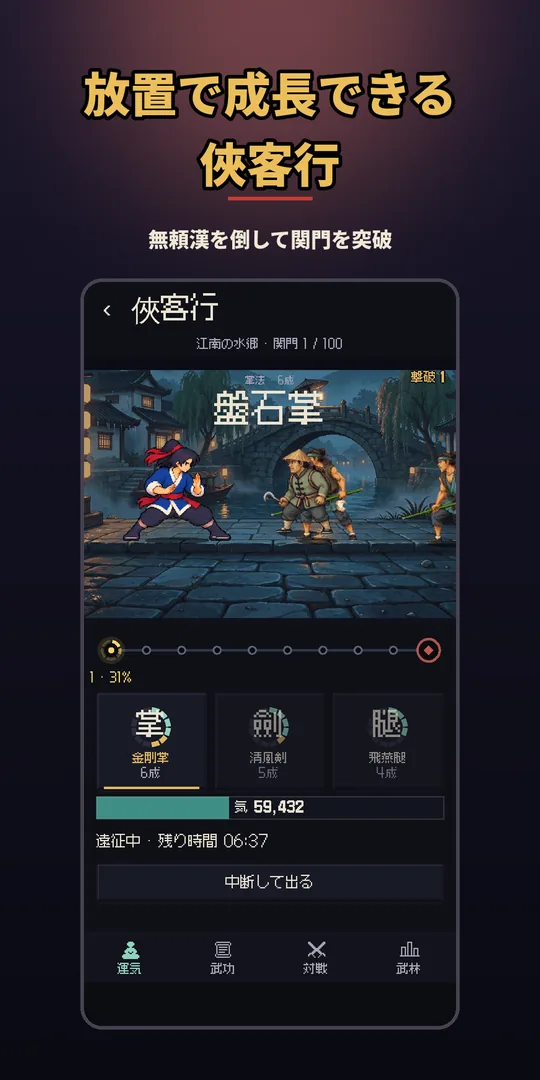 放置で成長できる
俠客行
無頼漢を倒して関門を突破
‹ 俠客行
江南の水郷 · 関門 1 / 100
掌法 6成
撃破 1
盤石掌
1 · 31%
掌 劍 腿
金剛掌 清風剣 飛燕腿
6成 5成 4成
気 59,432
遠征中 · 残り時間 06:37
中断して出る
運気 武功 対戦 武林